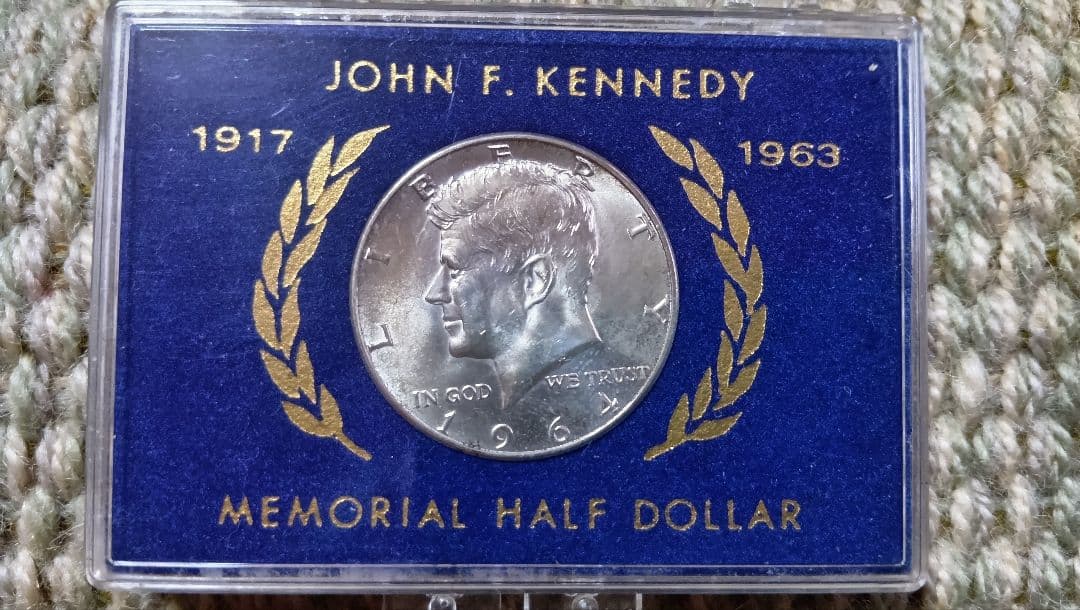 JOHN F. KENNEDY
1917
1963
LIBERTY
IN GOD WE TRUST
1964
MEMORIAL HALF DOLLAR